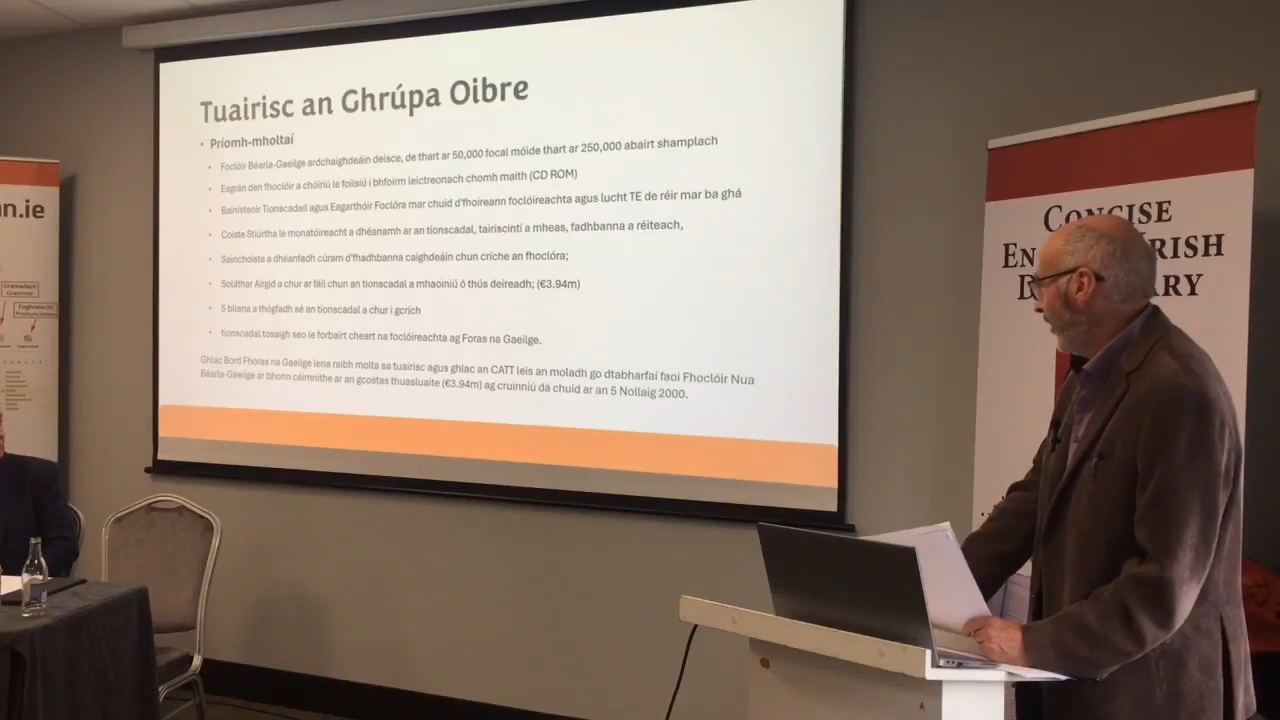 Tuairisc an Ghrúpa Oibre
• Príomh-mholtaí
• Foclóir Béarla-Gaeilge ardchaighdeáin deisce, de thart ar 50,000 focal móide thart ar 250,000 abairt shamplach
• Eagrán den fhoclóir a chóiriú le foilsiú i bhfoirm leictreonach chomh maith (CD ROM)
• Bainisteoir Tionscadail agus Eagarthóir Foclóra mar chuid d'fhoireann foclóireachta agus lucht TE de réir mar ba ghá
• Coiste Stiúrtha le monatóireacht a dhéanamh ar an tionscadal, tairiscintí a mheas, fadhbanna a réiteach,
• Sainchoiste a dhéanfadh cúram d'fhadhbanna caighdeáin chun críche an fhoclóra;
• Soláthar Airgid a chur ar fáil chun an tionscadal a mhaoiniú ó thús deireadh; (€3.94m)
• 5 bliana a thógfadh sé an tionscadal a chur i gcrích
• tionscadal tosaigh seo le forbairt cheart na foclóireachta ag Foras na Gaeilge.
Ghlac Bord Fhoras na Gaeilge lena raibh molta sa tuairisc agus ghlac an CATT leis an moladh go dtabharfaí faoi Fhoclóir Nua
Béarla-Gaeilge ar bhonn céimnithe ar an gcostas thuasluaite (€3.94m) ag cruinniú dá chuid ar an 5 Nollaig 2000.
n.ie
Gramadach
Grammar
Foghraíocht
Pronunciation
CONCISE
EN IRISH
D ARY